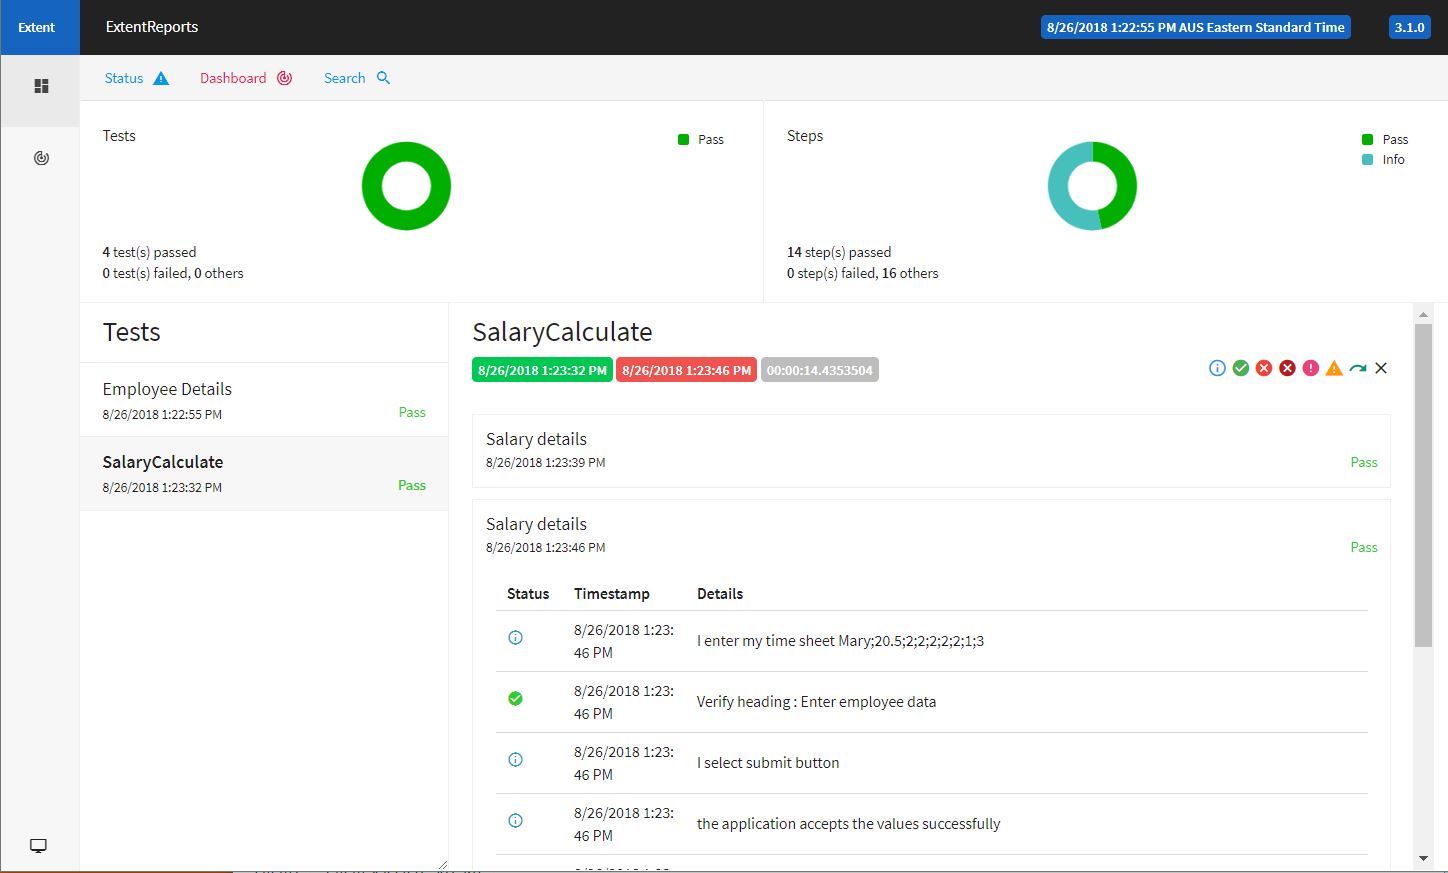 Extent
ExtentReports
8/26/2018 1:22:55 PM AUS Eastern Standard Time
3.1.0
Status
Dashboard
Search
Tests
Pass
4 test(s) passed
0 test(s) failed, 0 others
Steps
Pass
Info
14 step(s) passed
0 step(s) failed, 16 others
Tests
Employee Details
8/26/2018 1:22:55 PM
Pass
SalaryCalculate
8/26/2018 1:23:32 PM
Pass
SalaryCalculate
8/26/2018 1:23:32 PM 8/26/2018 1:23:46 PM 00:00:14.4353504
Salary details
8/26/2018 1:23:39 PM
Pass
Salary details
8/26/2018 1:23:46 PM
Pass
Status Timestamp Details
8/26/2018 1:23:
46 PM
I enter my time sheet Mary;20.5;2;2;2;2;2;1;3
8/26/2018 1:23:
46 PM
Verify heading : Enter employee data
8/26/2018 1:23:
46 PM
I select submit button
8/26/2018 1:23:
46 PM
the application accepts the values successfully